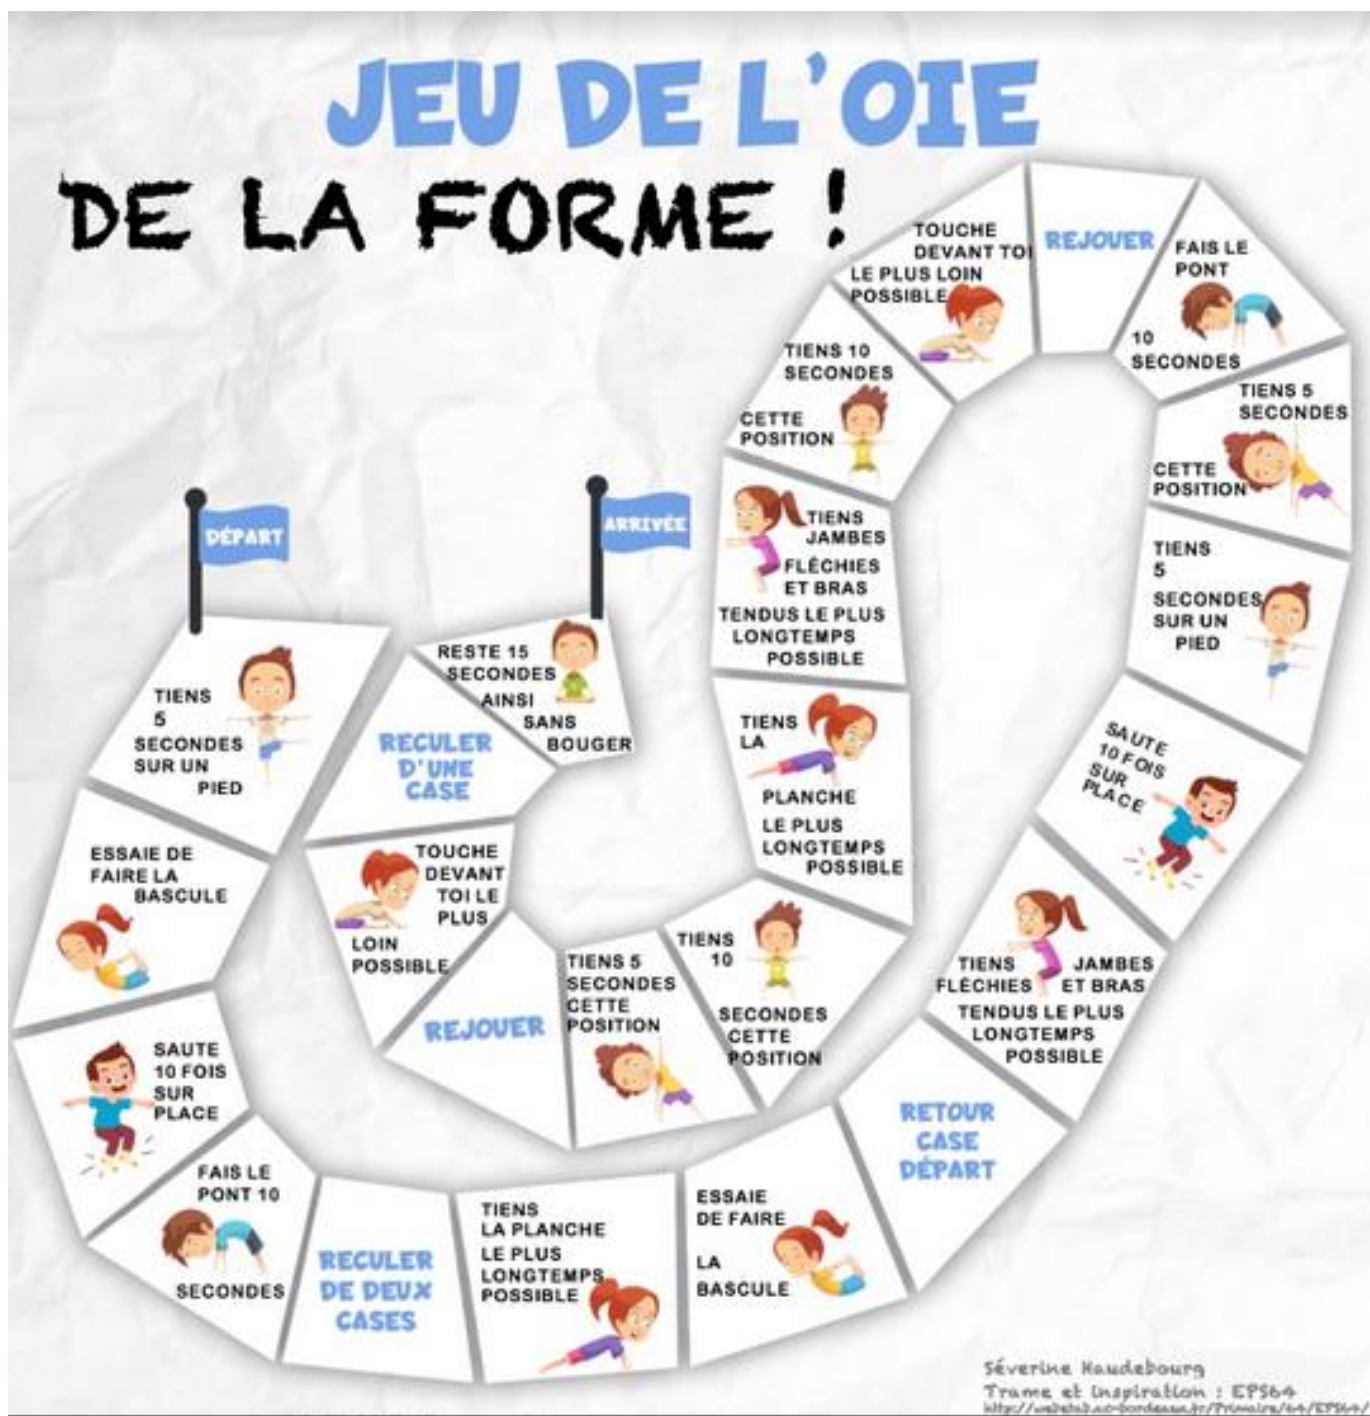 JEU DE L'OIE
DE LA FORME !
DÉPART
TIENS
5
SECONDES
SUR UN
PIED
ESSAIE DE
FAIRE LA
BASCULE
SAUTE
10 FOIS
SUR
PLACE
FAIS LE
PONT 10
SECONDES
RECULER
DE DEUX
CASES
TIENS
LA PLANCHE
LE PLUS
LONGTEMPS
POSSIBLE
ESSAIE
DE FAIRE
LA
BASCULE
RETOUR
CASE
DÉPART
TIENS JAMBES
FLÉCHIES ET BRAS
TENDUS LE PLUS
LONGTEMPS
POSSIBLE
SAUTE
10 FOIS
SUR
PLACE
TIENS
5
SECONDES
SUR UN
PIED
TIENS 5
SECONDES
CETTE
POSITION
FAIS LE
PONT
10
SECONDES
REJOUER
TOUCHE
DEVANT TOI
LE PLUS LOIN
POSSIBLE
TIENS 10
SECONDES
CETTE
POSITION
TIENS
JAMBES
FLÉCHIES
ET BRAS
TENDUS LE PLUS
LONGTEMPS
POSSIBLE
TIENS
LA
PLANCHE
LE PLUS
LONGTEMPS
POSSIBLE
TIENS
10
SECONDES
CETTE
POSITION
TIENS 5
SECONDES
CETTE
POSITION
REJOUER
TOUCHE
DEVANT
TOI LE
PLUS
LOIN
POSSIBLE
RECULER
D'UNE
CASE
RESTE 15
SECONDES
AINSI
SANS
BOUGER
ARRIVÉE
Séverine Haudebourg
Trame et Inspiration : EPS64